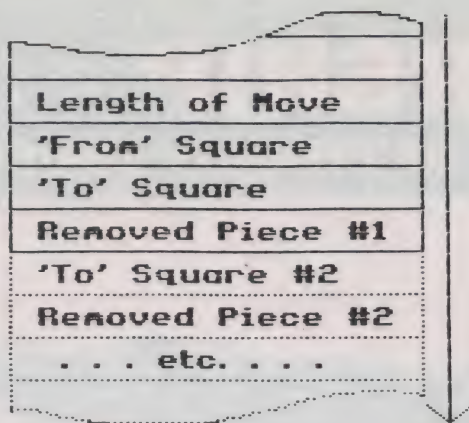 Length of Move
'From' Square
'To' Square
Removed Piece #1
'To' Square #2
Removed Piece #2
. . . etc. . . .